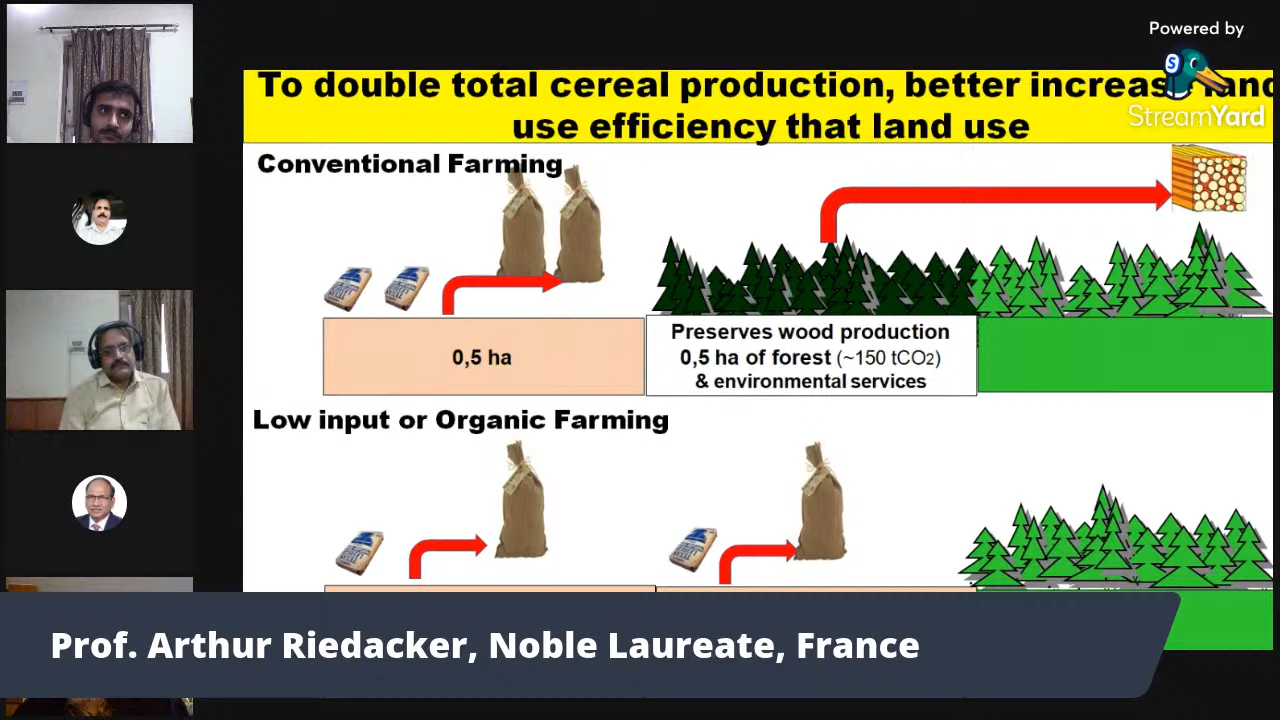 Powered by
StreamYard
To double total cereal production, better increase land
use efficiency that land use
Conventional Farming
0,5 ha
Preserves wood production
0,5 ha of forest (~150 tCO2)
& environmental services
Low input or Organic Farming
Prof. Arthur Riedacker, Noble Laureate, France